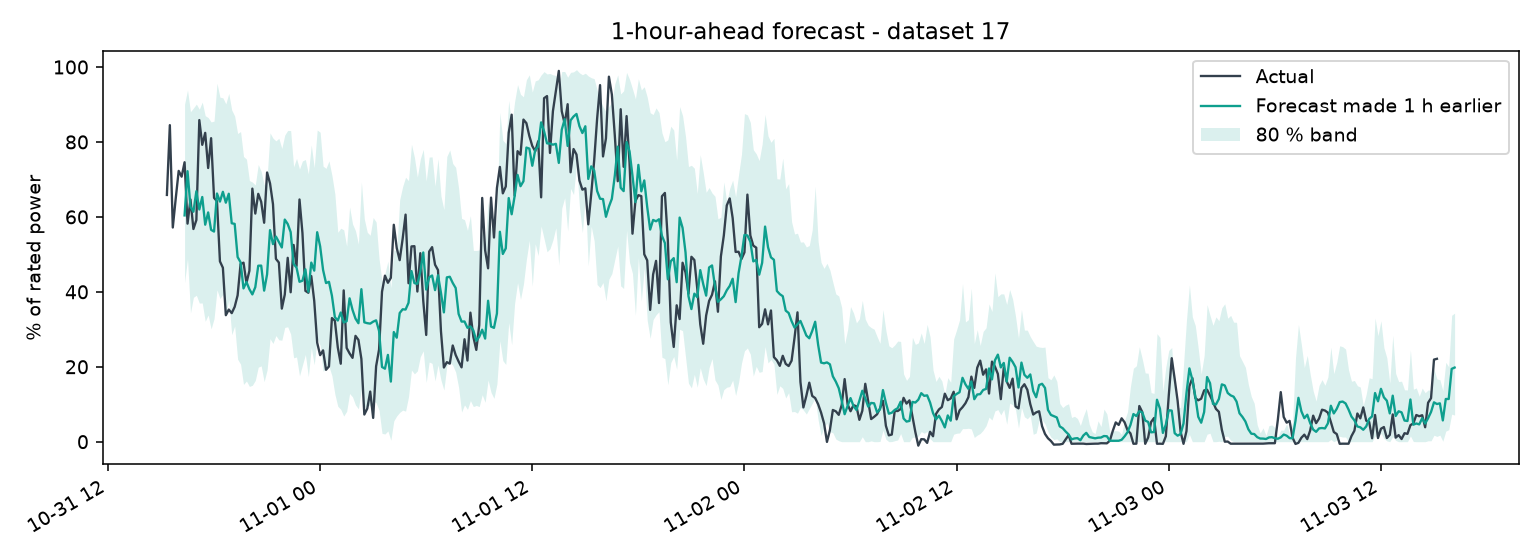 1-hour-ahead forecast - dataset 17
% of rated power
100
80
60
40
20
0
Actual
Forecast made 1 h earlier
80 % band
10-31 12
11-01 00
11-01 12
11-02 00
11-02 12
11-03 00
11-03 12